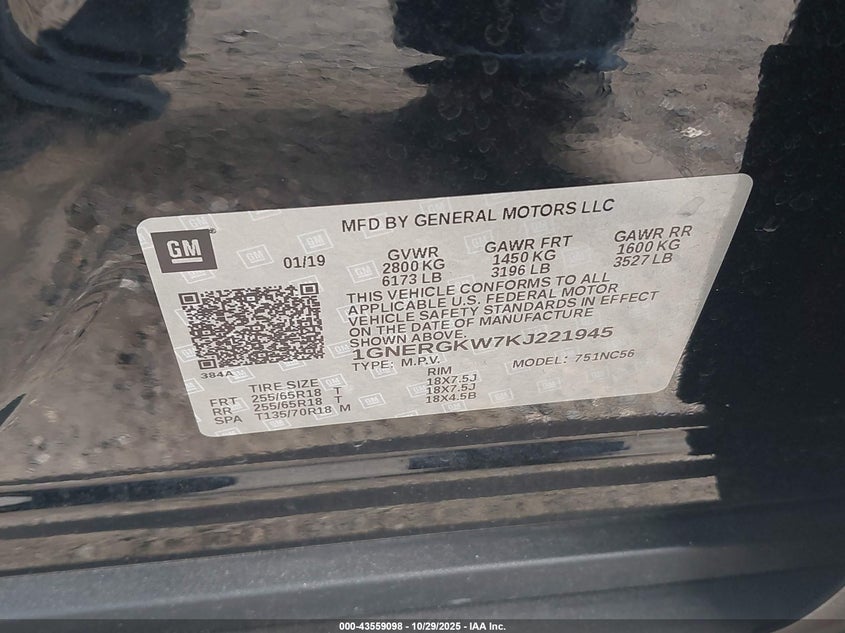 MFD BY GENERAL MOTORS LLC
GM
01/19
GVWR
2800 KG
6173 LB
GAWR FRT
1450 KG
3196 LB
GAWR RR
1600 KG
3527 LB
THIS VEHICLE CONFORMS TO ALL
APPLICABLE U.S. FEDERAL MOTOR
VEHICLE SAFETY STANDARDS IN EFFECT
ON THE DATE OF MANUFACTURE
SHOWN ABOVE.
1GNERGKW7KJ221945
TYPE: M.P.V. MODEL: 751NC56
384A
TIRE SIZE RIM
FRT 255/65R18 T 18X7.5J
RR 255/65R18 T 18X7.5J
SPA T135/70R18 M 18X4.5B
000-43559098 - 10/29/2025 - IAA Inc.